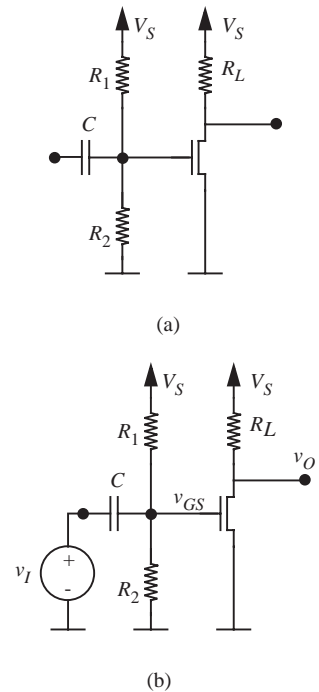 V_S V_S
R_1 R_L
C
R_2
(a)
V_S V_S
R_1 R_L
v_O
C v_GS
v_I + - R_2
(b)